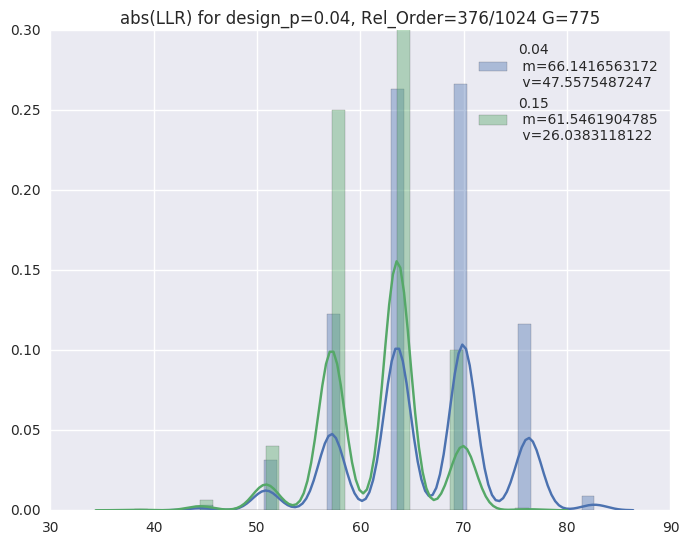 abs(LLR) for design_p=0.04, Rel_Order=376/1024 G=775
0.30
0.25
0.20
0.15
0.10
0.05
0.00
30 40 50 60 70 80 90
0.04
m=66.1416563172
v=47.5575487247
0.15
m=61.5461904785
v=26.0383118122